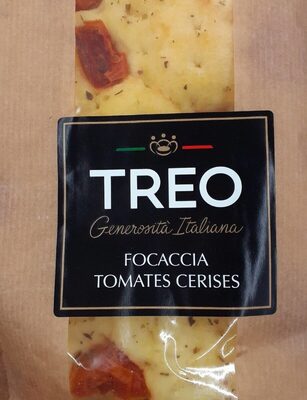 TREO
Generosità Italiana
FOCACCIA
TOMATES CERISES